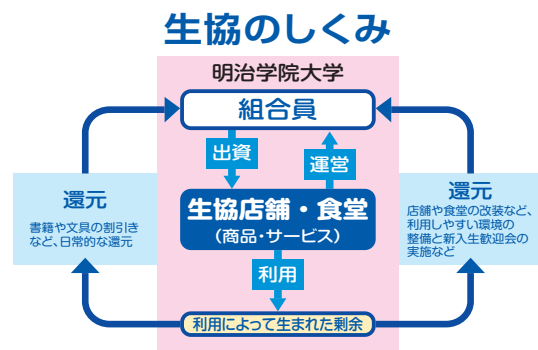 生協のしくみ
明治学院大学
組合員
出資
運営
生協店舗・食堂
(商品・サービス)
利用
利用によって生まれた剰余
還元
書籍や文具の割引き
など、日常的な還元
還元
店舗や食堂の改装など、
利用しやすい環境の
整備と新入生歓迎会の
実施など